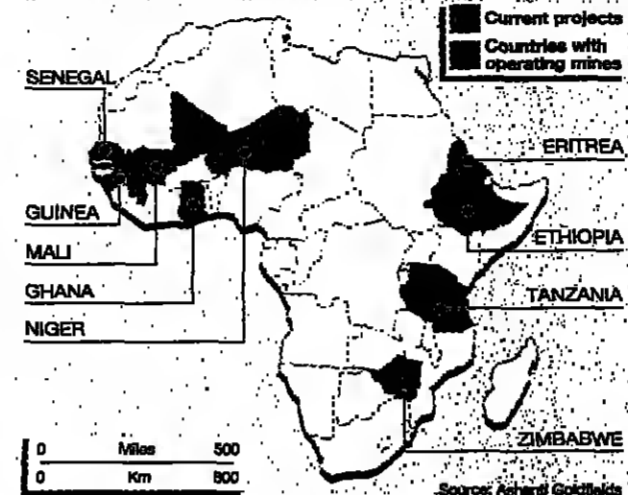 Current projects
Countries with
operating mines
SENEGAL
ERITREA
GUINEA
ETHIOPIA
MALI
GHANA
TANZANIA
NIGER
ZIMBABWE
0 Miles 500
0 Km 800
Source: Ashanti Goldfields